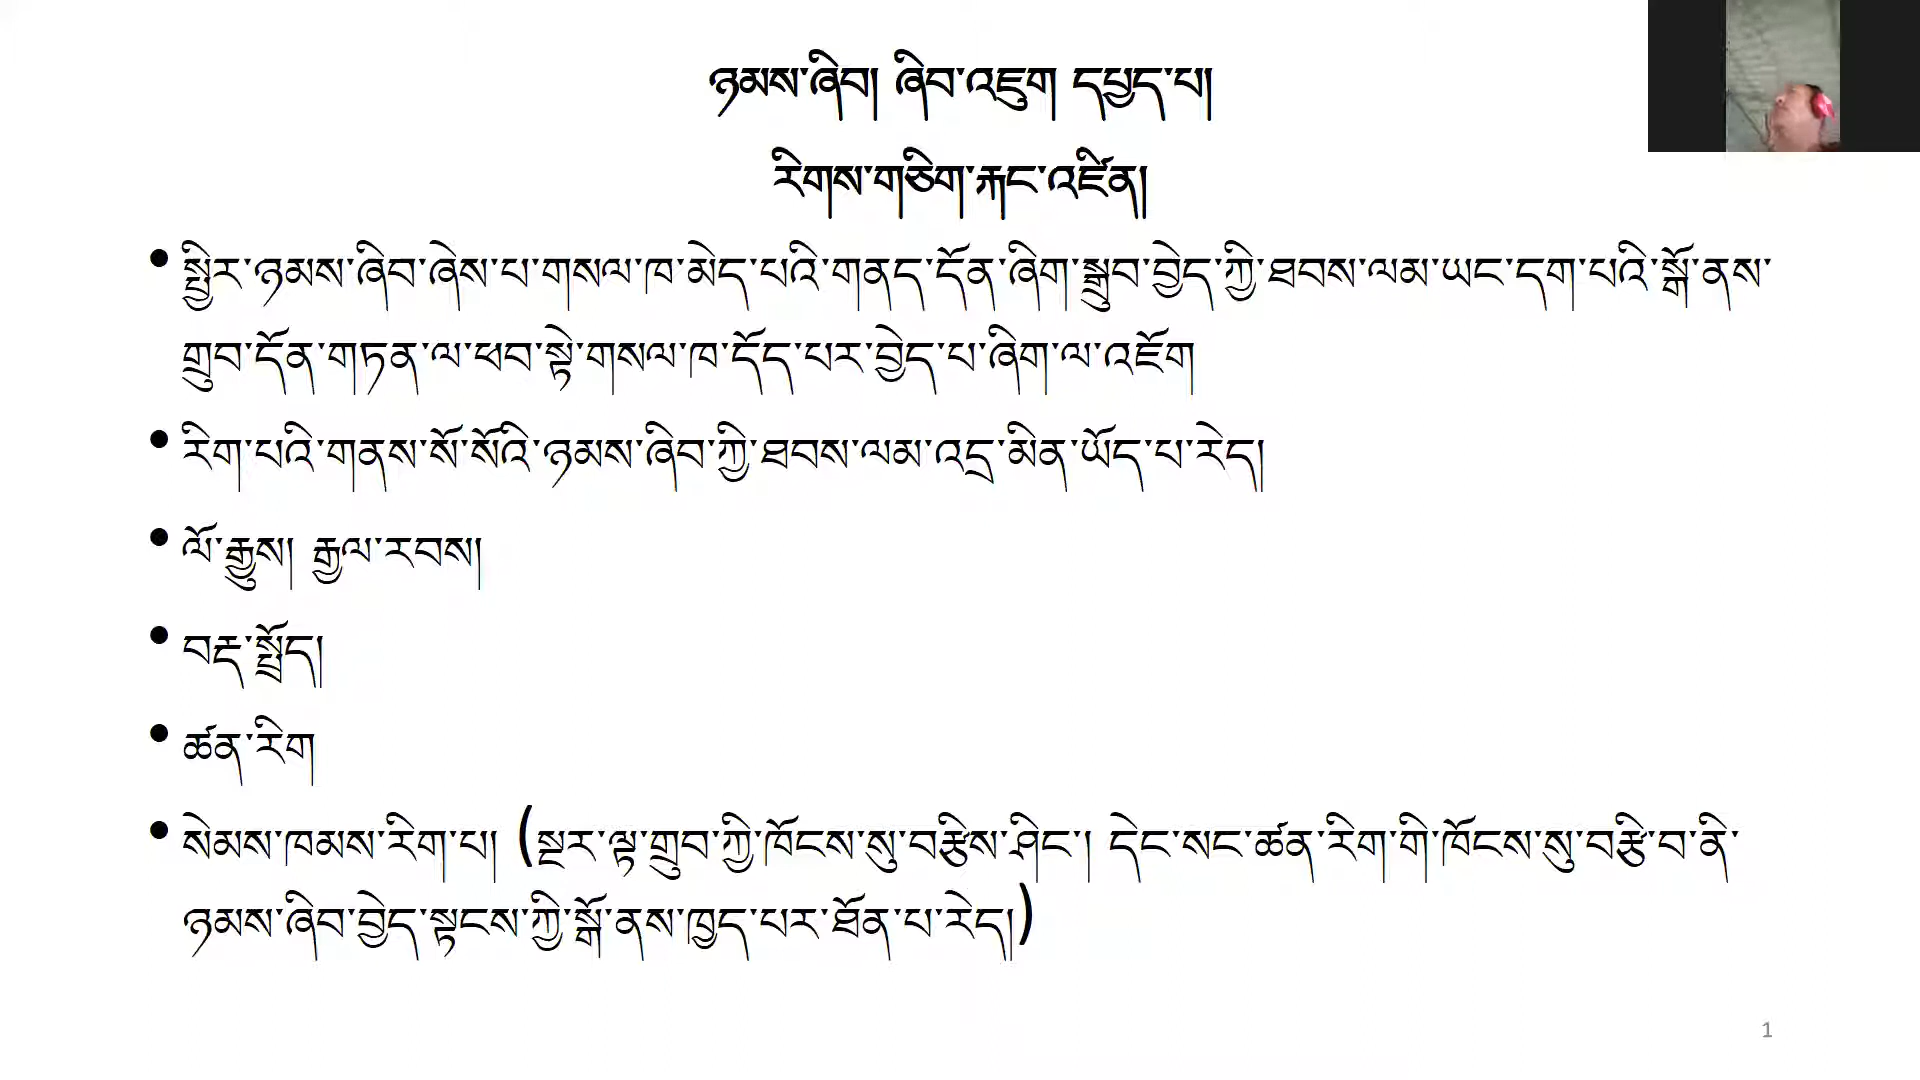 ཉམས་ཞིབ། ཞིབ་འཇུག དཔྱད་པ།
རིགས་གཅིག་རྐང་འཛིན།
• སྤྱིར་ཉམས་ཞིབ་ཞེས་པ་གསལ་ཁ་མེད་པའི་གནད་དོན་ཞིག་སྒྲུབ་བྱེད་ཀྱི་ཐབས་ལམ་ཡང་དག་པའི་སྒོ་ནས་
གྲུབ་དོན་གཏན་ལ་ཕབ་སྟེ་གསལ་ཁ་དོད་པར་བྱེད་པ་ཞིག་ལ་འཇོག
• རིག་པའི་གནས་སོ་སོའི་ཉམས་ཞིབ་ཀྱི་ཐབས་ལམ་འདྲ་མིན་ཡོད་པ་རེད།
• ལོ་རྒྱུས། རྒྱལ་རབས།
• བརྡ་སྤྲོད།
• ཚན་རིག
• སེམས་ཁམས་རིག་པ། (སྔར་ལྟ་གྲུབ་ཀྱི་ཁོངས་སུ་བརྩིས་ཤིང་། དེང་སང་ཚན་རིག་གི་ཁོངས་སུ་བརྩི་བ་ནི་
ཉམས་ཞིབ་བྱེད་སྟངས་ཀྱི་སྒོ་ནས་ཁྱད་པར་ཐོན་པ་རེད།)
1